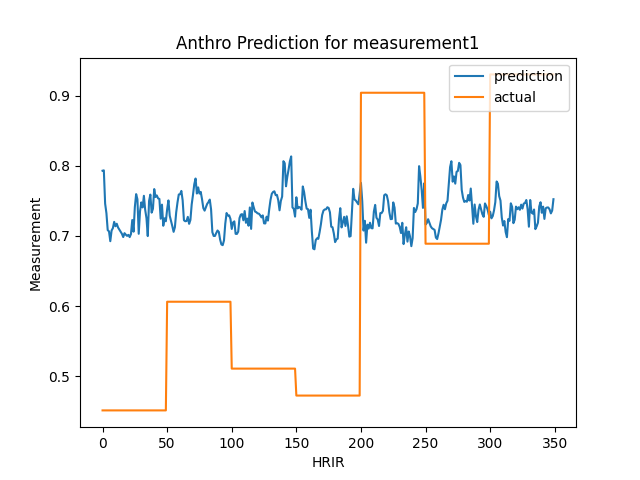 Anthro Prediction for measurement1
prediction
actual
0.9
0.8
0.7
0.6
0.5
Measurement
0 50 100 150 200 250 300 350
HRIR